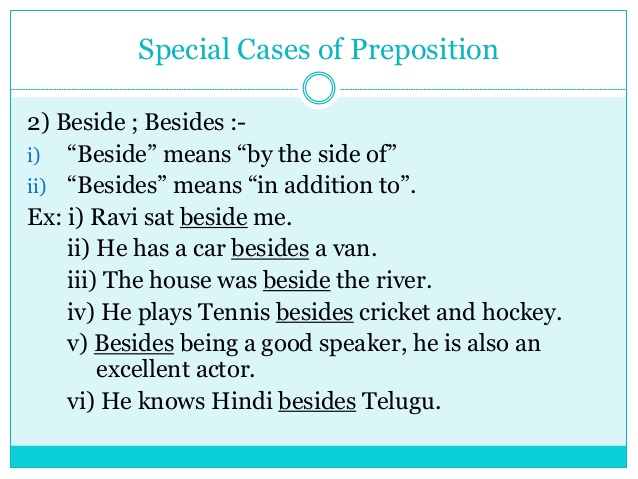 Special Cases of Preposition
2) Beside ; Besides :-
i) “Beside” means “by the side of”
ii) “Besides” means “in addition to”.
Ex: i) Ravi sat beside me.
ii) He has a car besides a van.
iii) The house was beside the river.
iv) He plays Tennis besides cricket and hockey.
v) Besides being a good speaker, he is also an
excellent actor.
vi) He knows Hindi besides Telugu.